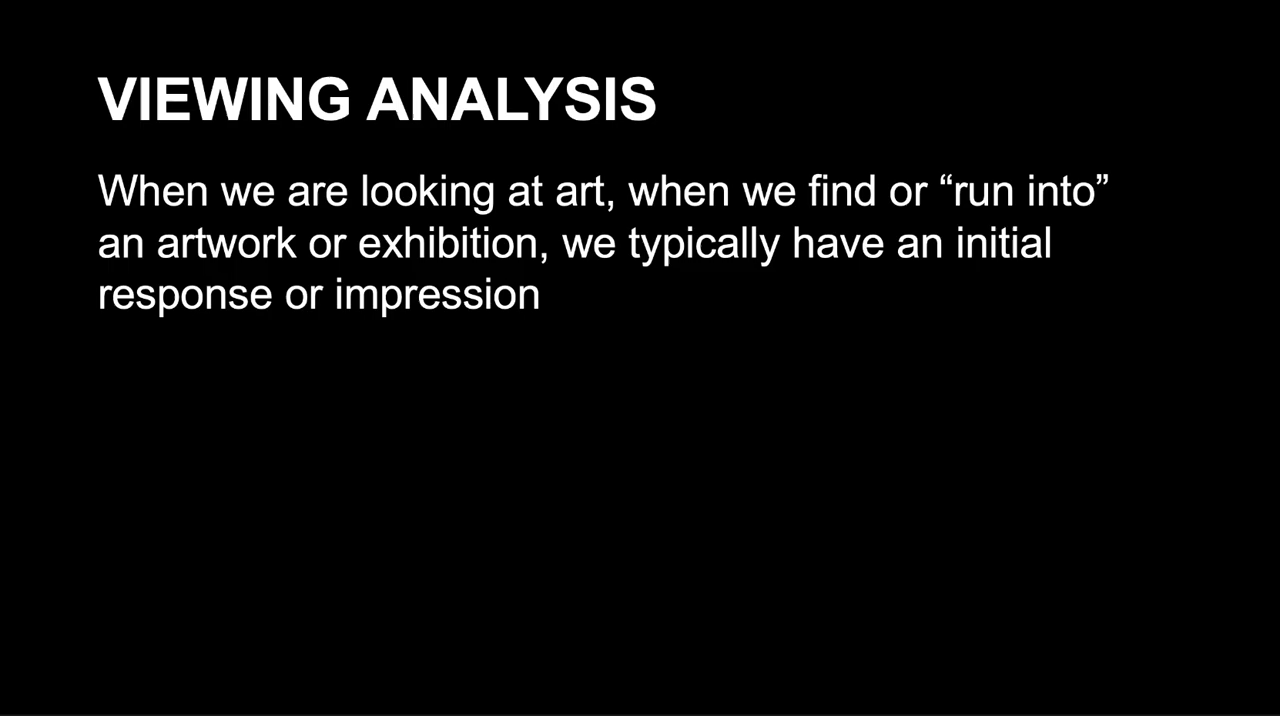 VIEWING ANALYSIS
When we are looking at art, when we find or “run into”
an artwork or exhibition, we typically have an initial
response or impression